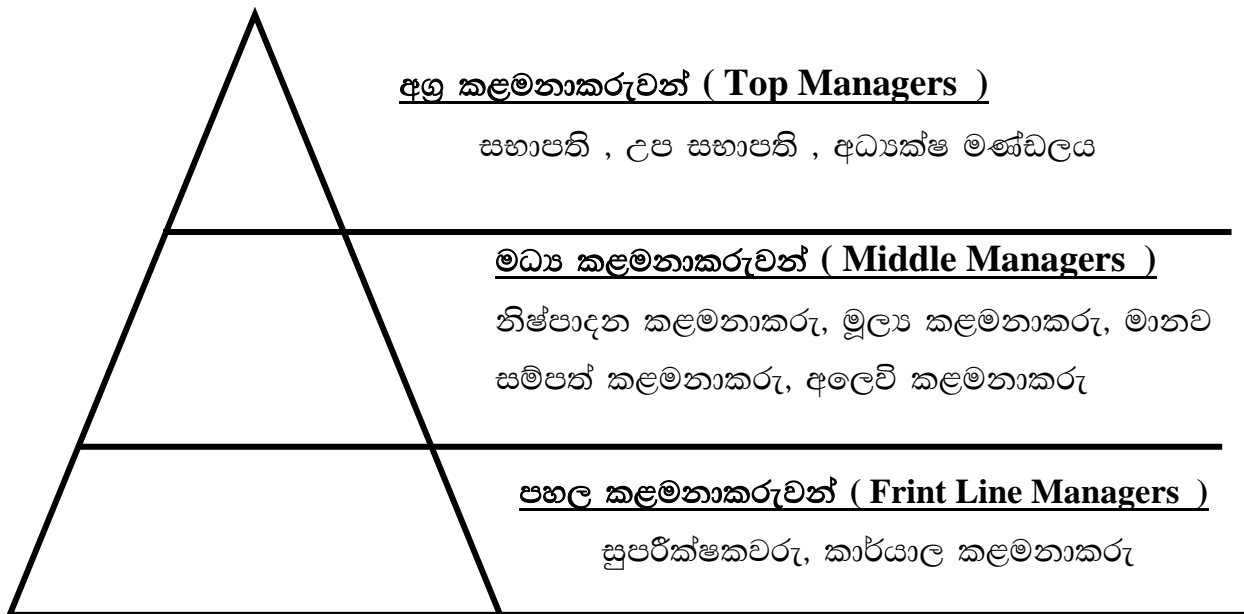 අග්‍ර කළමනාකරුවන් ( Top Managers )
සභාපති , උප සභාපති , අධ්‍යක්ෂ මණ්ඩලය
මධ්‍ය කළමනාකරුවන් ( Middle Managers )
නිෂ්පාදන කළමනාකරු, මූල්‍ය කළමනාකරු, මානව
සම්පත් කළමනාකරු, අලෙවි කළමනාකරු
පහල කළමනාකරුවන් ( Frint Line Managers )
සුපරීක්ෂකවරු, කාර්යාල කළමනාකරු